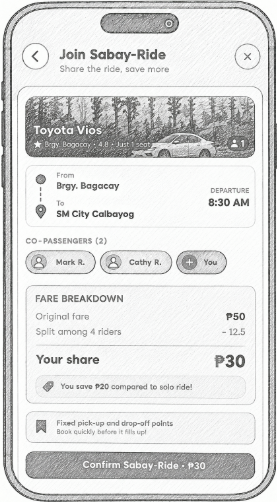 Join Sabay-Ride
Share the ride, save more
Toyota Vios
Brgy. Bagacay • 4.8 • Just 1 seat
1
From
Brgy. Bagacay
To
SM City Calbayog
DEPARTURE
8:30 AM
CO-PASSENGERS (2)
Mark R.
Cathy R.
+ You
FARE BREAKDOWN
Original fare ₱50
Split among 4 riders - 12.5
Your share ₱30
You save ₱20 compared to solo ride!
Fixed pick-up and drop-off points
Book quickly before it fills up!
Confirm Sabay-Ride • ₱30